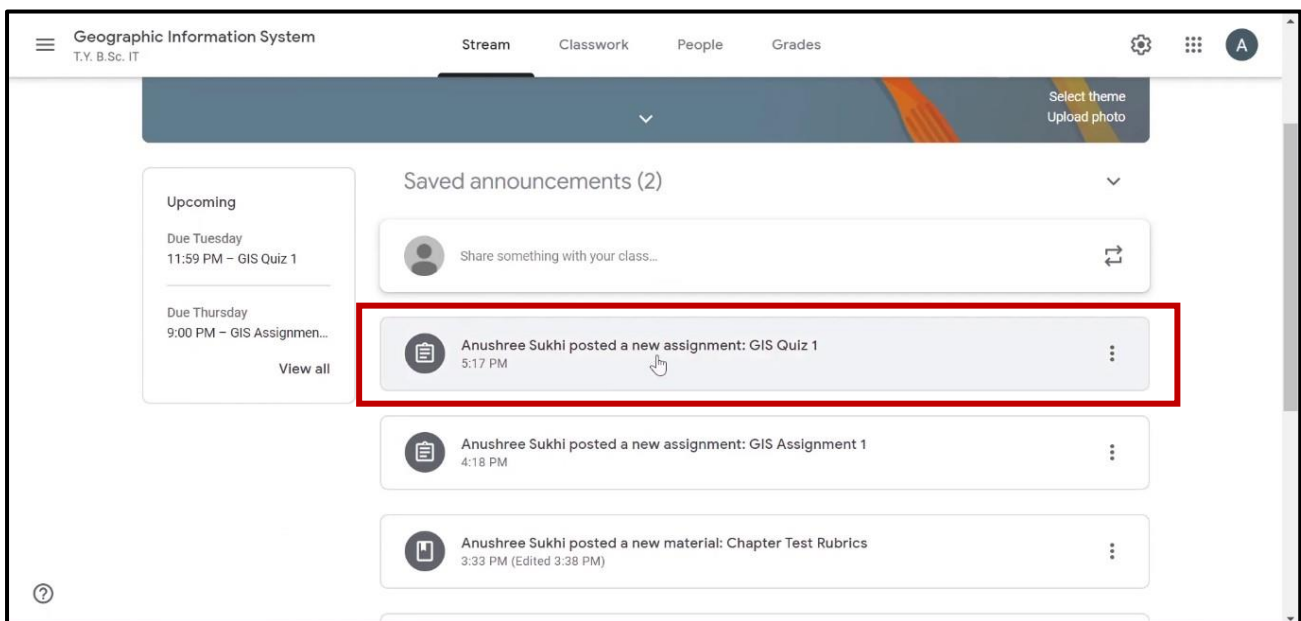 Geographic Information System
T.Y. B.Sc. IT
Stream
Classwork
People
Grades
A
Select theme
Upload photo
Upcoming
Due Tuesday
11:59 PM – GIS Quiz 1
Due Thursday
9:00 PM – GIS Assignmen...
View all
Saved announcements (2)
Share something with your class...
Anushree Sukhi posted a new assignment: GIS Quiz 1
5:17 PM
Anushree Sukhi posted a new assignment: GIS Assignment 1
4:18 PM
Anushree Sukhi posted a new material: Chapter Test Rubrics
3:33 PM (Edited 3:38 PM)